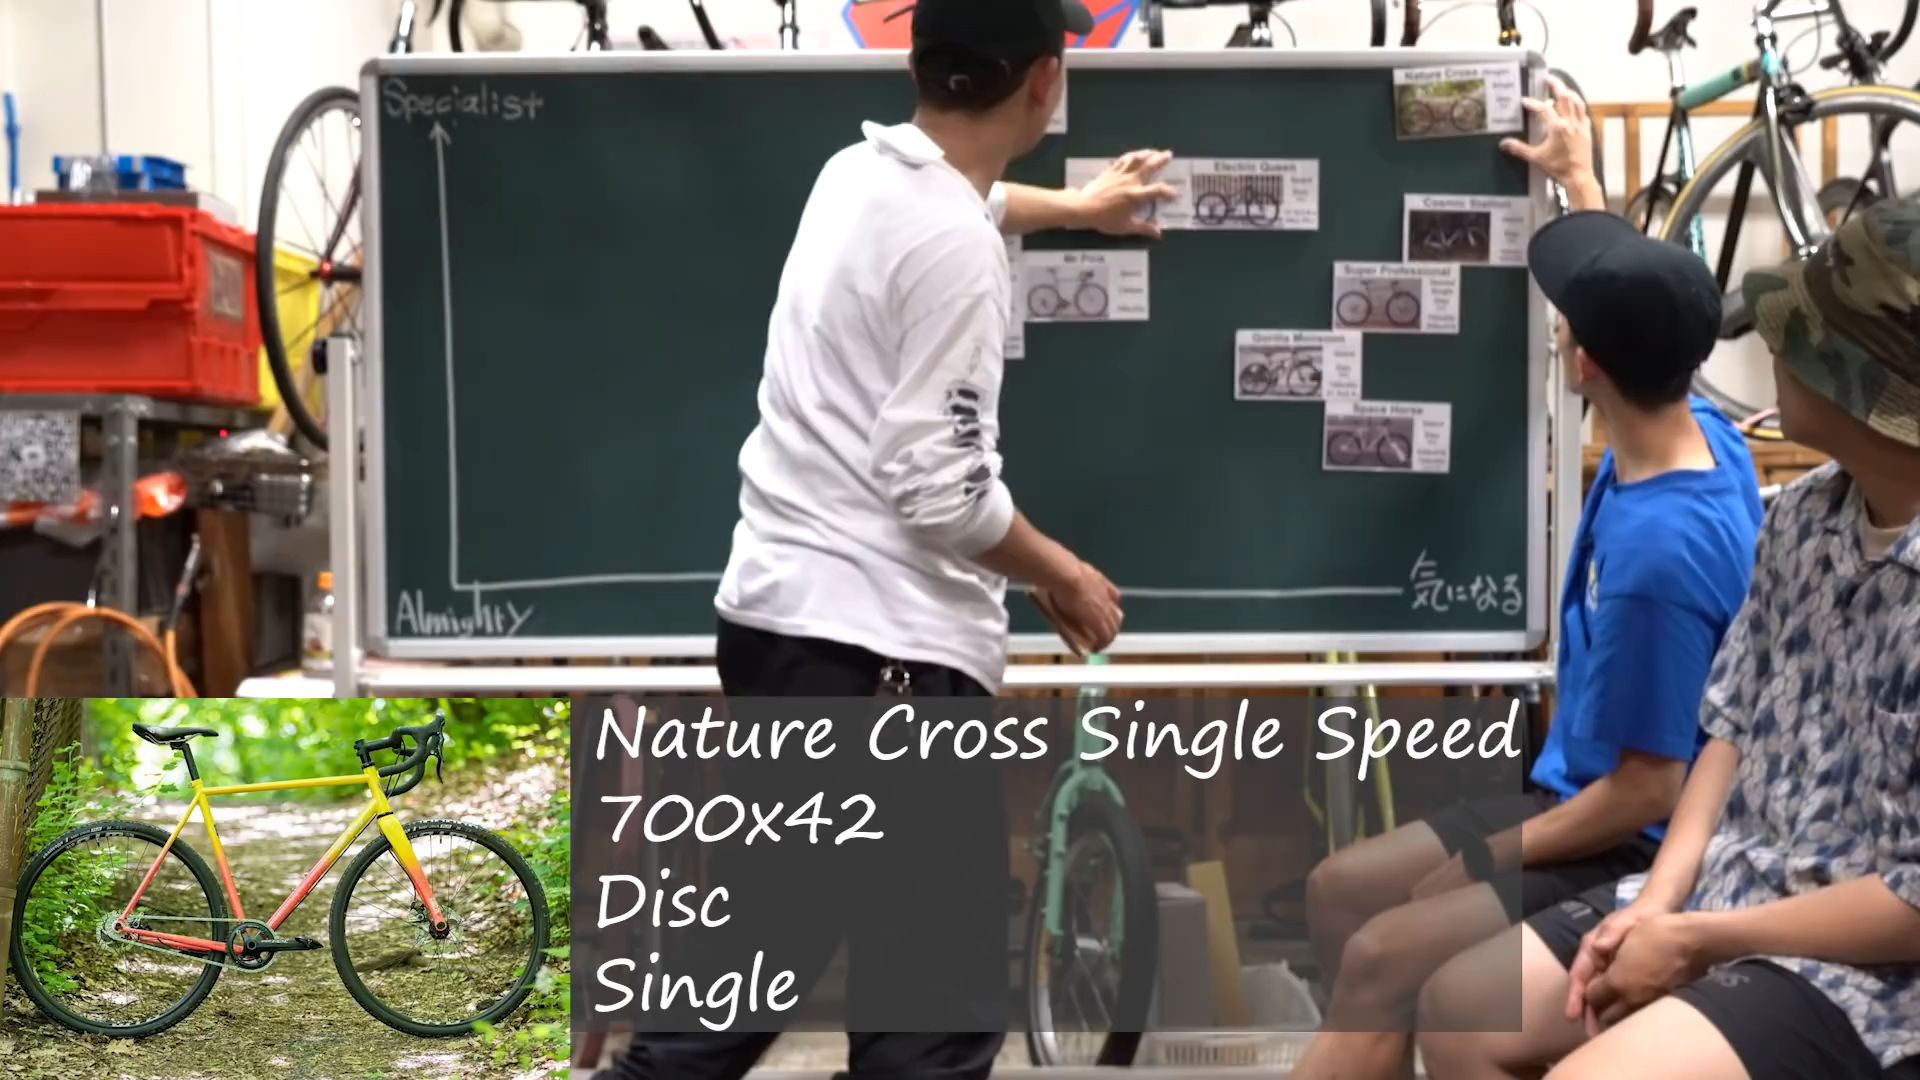 Specialist
Nature Cross
Electric Queen
Cosmic Stallion
Mr Pink
Super Professional
Gorilla Monsoon
Space Horse
気になる
Almighty
Nature Cross Single Speed
700x42
Disc
Single